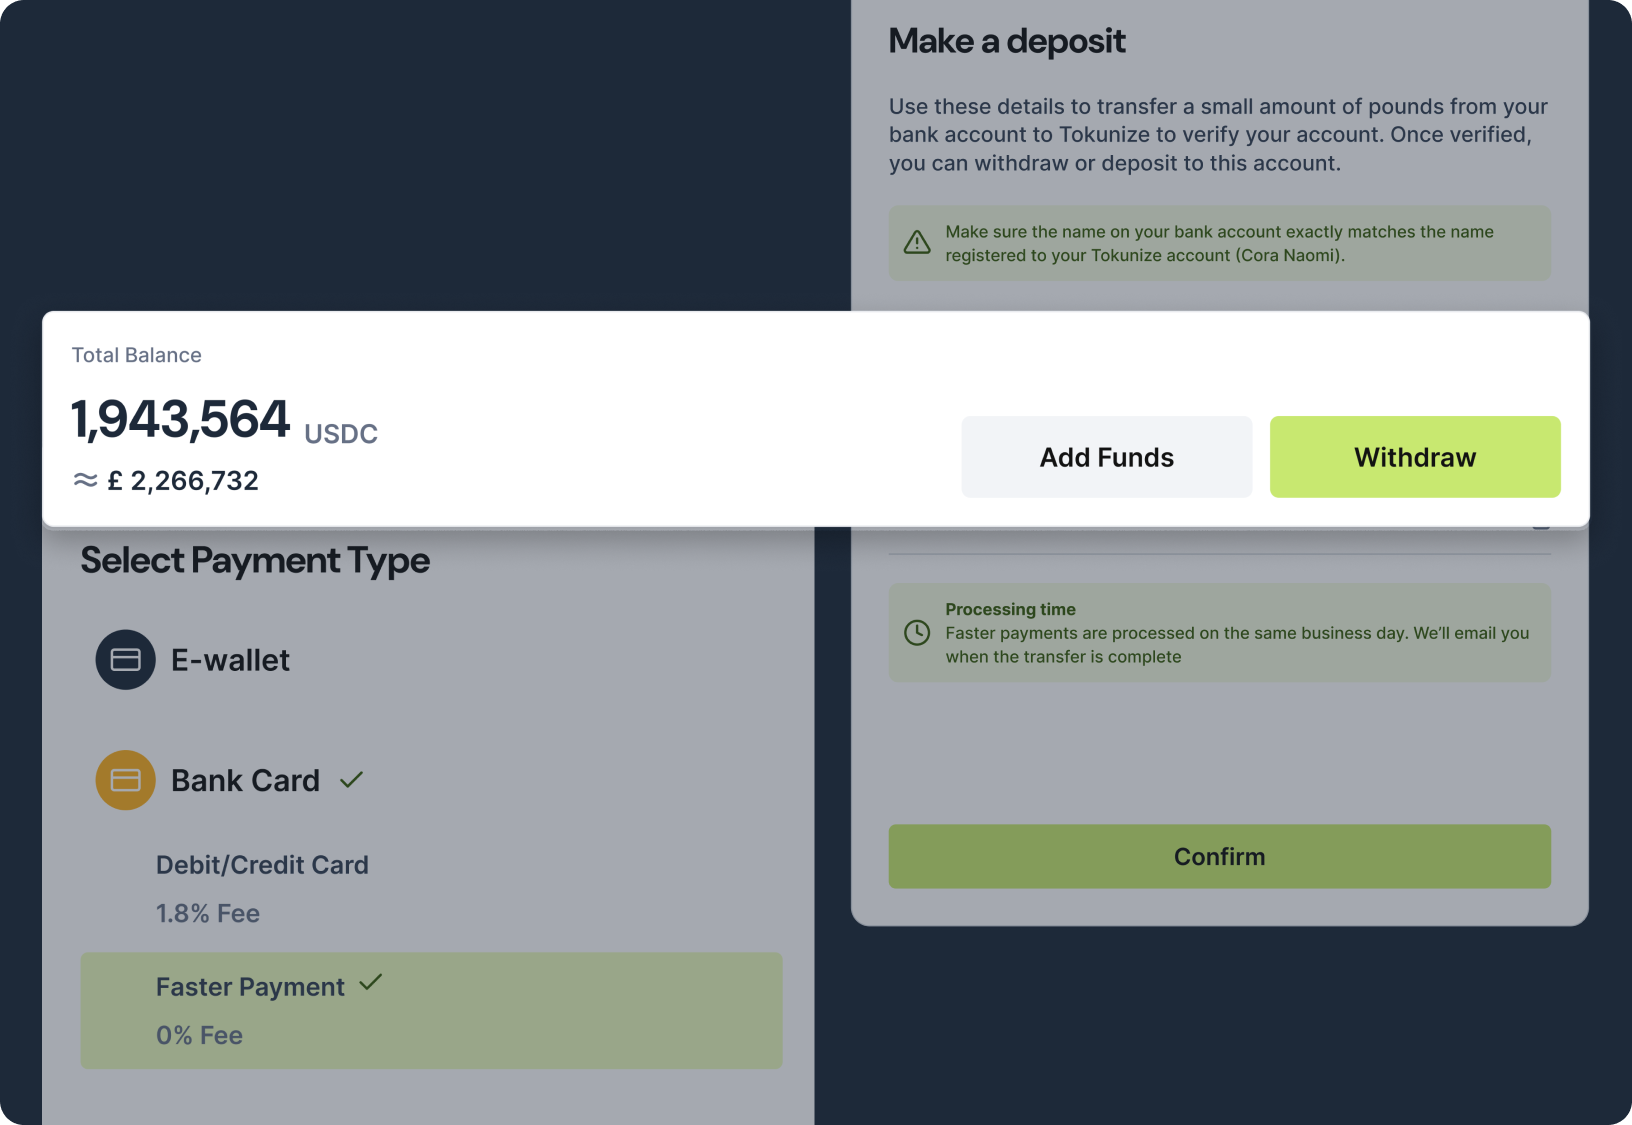 Make a deposit
Use these details to transfer a small amount of pounds from your
bank account to Tokunize to verify your account. Once verified,
you can withdraw or deposit to this account.
Make sure the name on your bank account exactly matches the name
registered to your Tokunize account (Cora Naomi).
Total Balance
1,943,564 USDC
≈ £ 2,266,732
Add Funds
Withdraw
Select Payment Type
E-wallet
Bank Card
Debit/Credit Card
1.8% Fee
Faster Payment
0% Fee
Processing time
Faster payments are processed on the same business day. We’ll email you
when the transfer is complete
Confirm